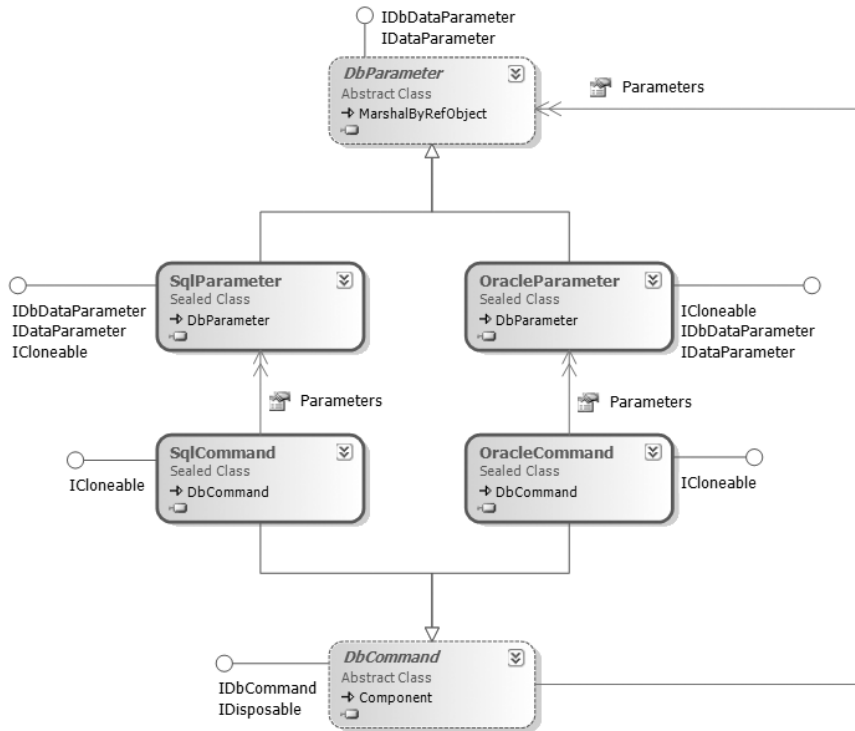 IDbDataParameter
IDataParameter
DbParameter
Abstract Class
MarshalByRefObject
Parameters
SqlParameter
Sealed Class
DbParameter
IDbDataParameter
IDataParameter
ICloneable
OracleParameter
Sealed Class
DbParameter
ICloneable
IDbDataParameter
IDataParameter
Parameters
Parameters
SqlCommand
Sealed Class
DbCommand
ICloneable
OracleCommand
Sealed Class
DbCommand
ICloneable
DbCommand
Abstract Class
Component
IDbCommand
IDisposable